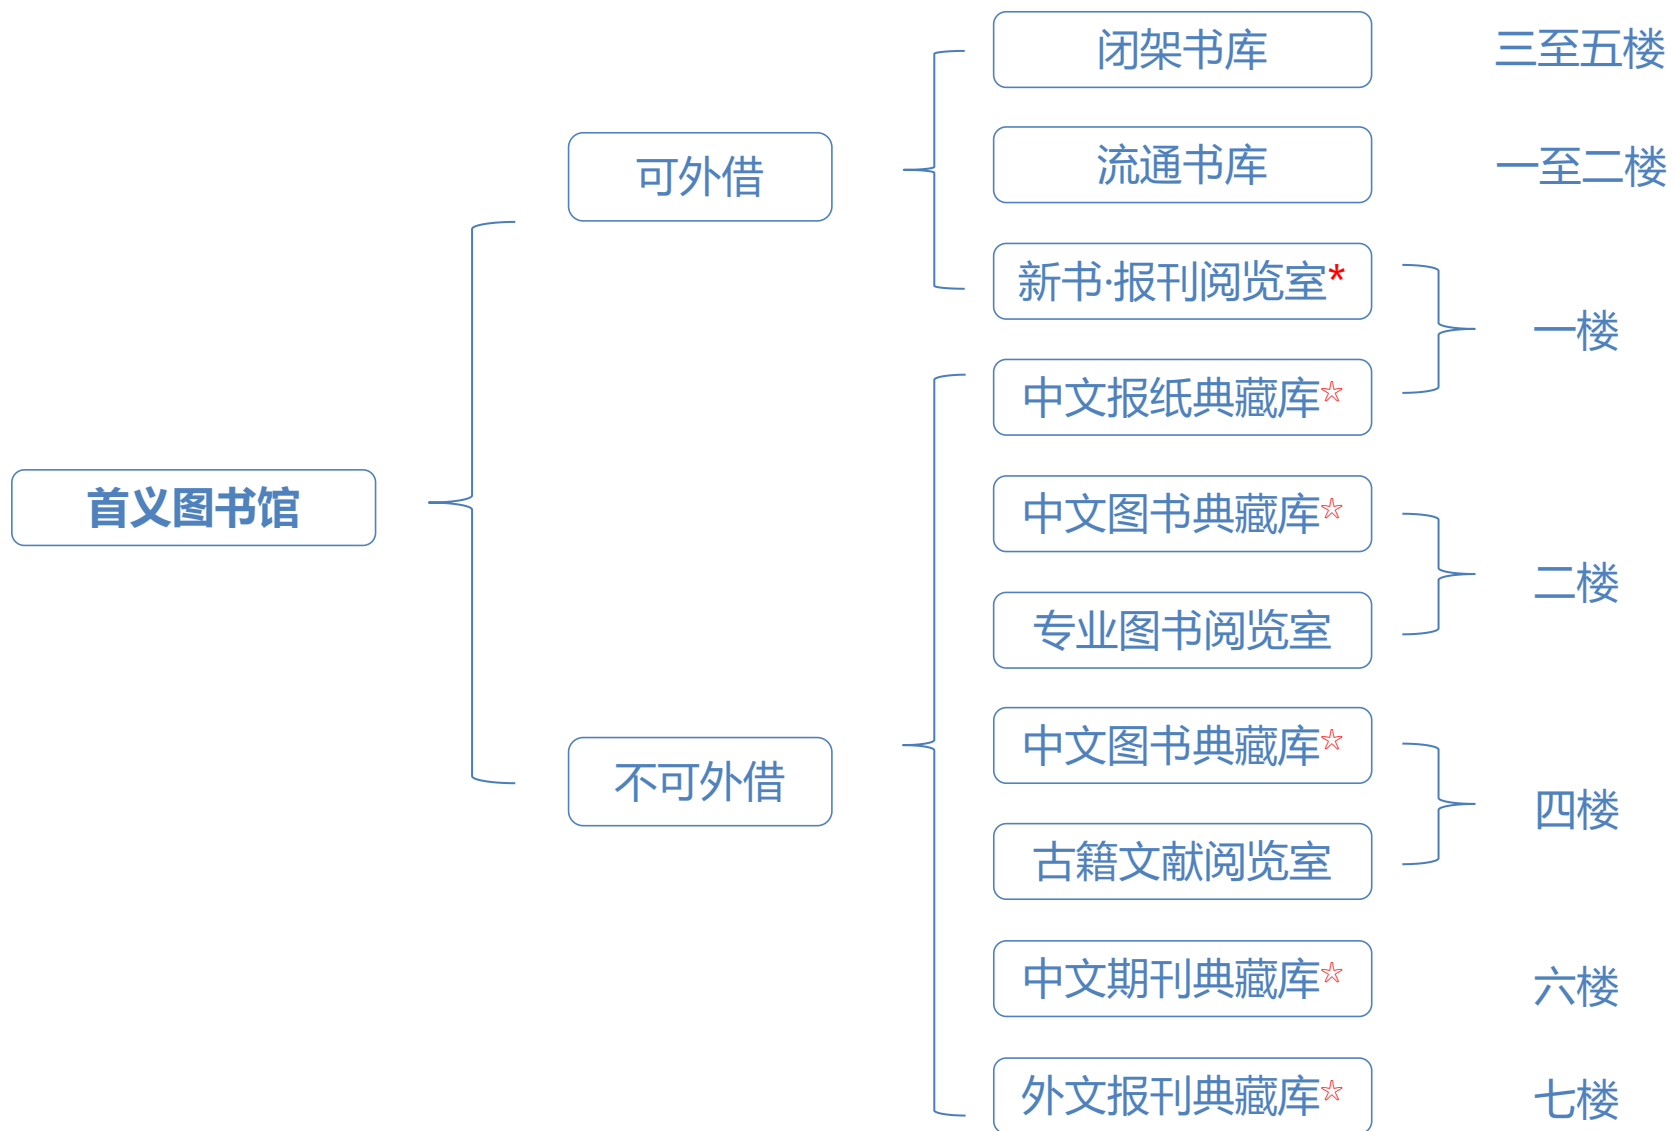 闭架书库 三至五楼
可外借
流通书库 一至二楼
新书·报刊阅览室*
一楼
中文报纸典藏库☆
首义图书馆
中文图书典藏库☆
二楼
专业图书阅览室
中文图书典藏库☆
不可外借
四楼
古籍文献阅览室
中文期刊典藏库☆ 六楼
外文报刊典藏库☆ 七楼